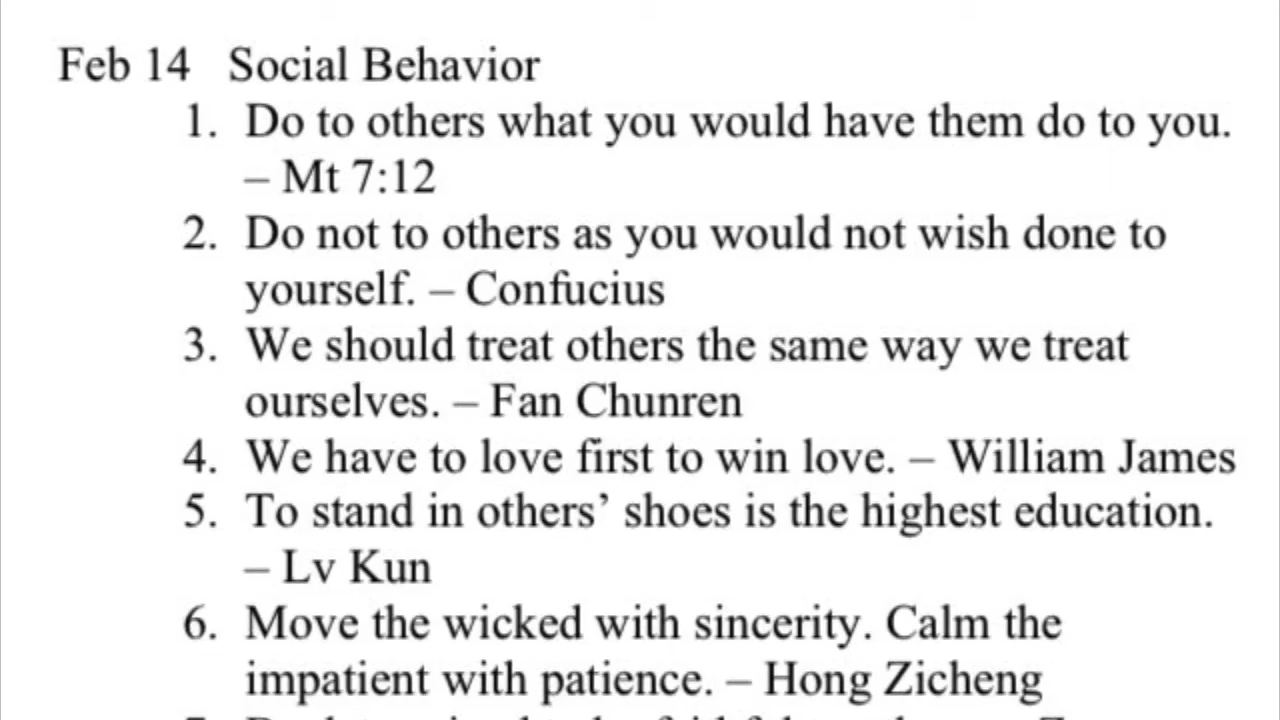 Feb 14 Social Behavior
1. Do to others what you would have them do to you.
– Mt 7:12
2. Do not to others as you would not wish done to
yourself. – Confucius
3. We should treat others the same way we treat
ourselves. – Fan Chunren
4. We have to love first to win love. – William James
5. To stand in others’ shoes is the highest education.
– Lv Kun
6. Move the wicked with sincerity. Calm the
impatient with patience. – Hong Zicheng